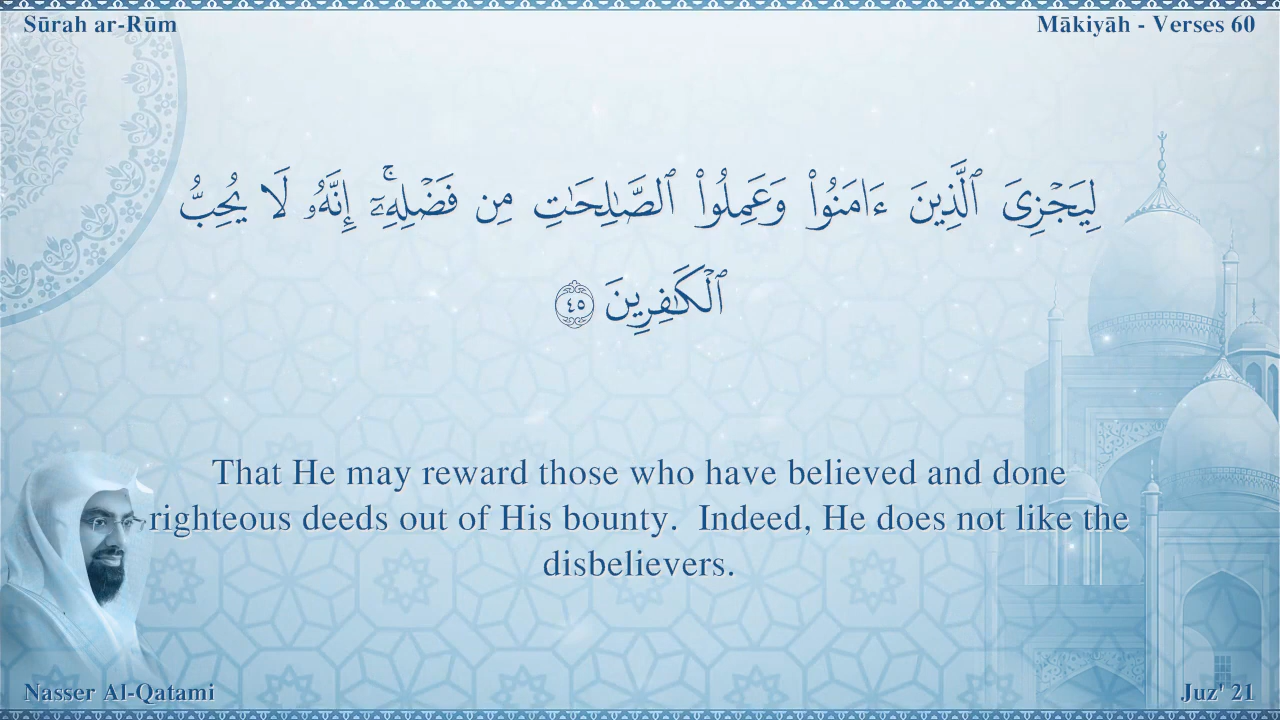 Sūrah ar-Rūm
Mākiyāh - Verses 60
لِيَجْزِىَ ٱلَّذِينَ ءَامَنُوا۟ وَعَمِلُوا۟ ٱلصَّـٰلِحَـٰتِ مِن فَضْلِهِۦٓ ۚ إِنَّهُۥ لَا يُحِبُّ
ٱلْكَـٰفِرِينَ ٤٥
That He may reward those who have believed and done
righteous deeds out of His bounty.  Indeed, He does not like the
disbelievers.
Nasser Al-Qatami
Juz' 21